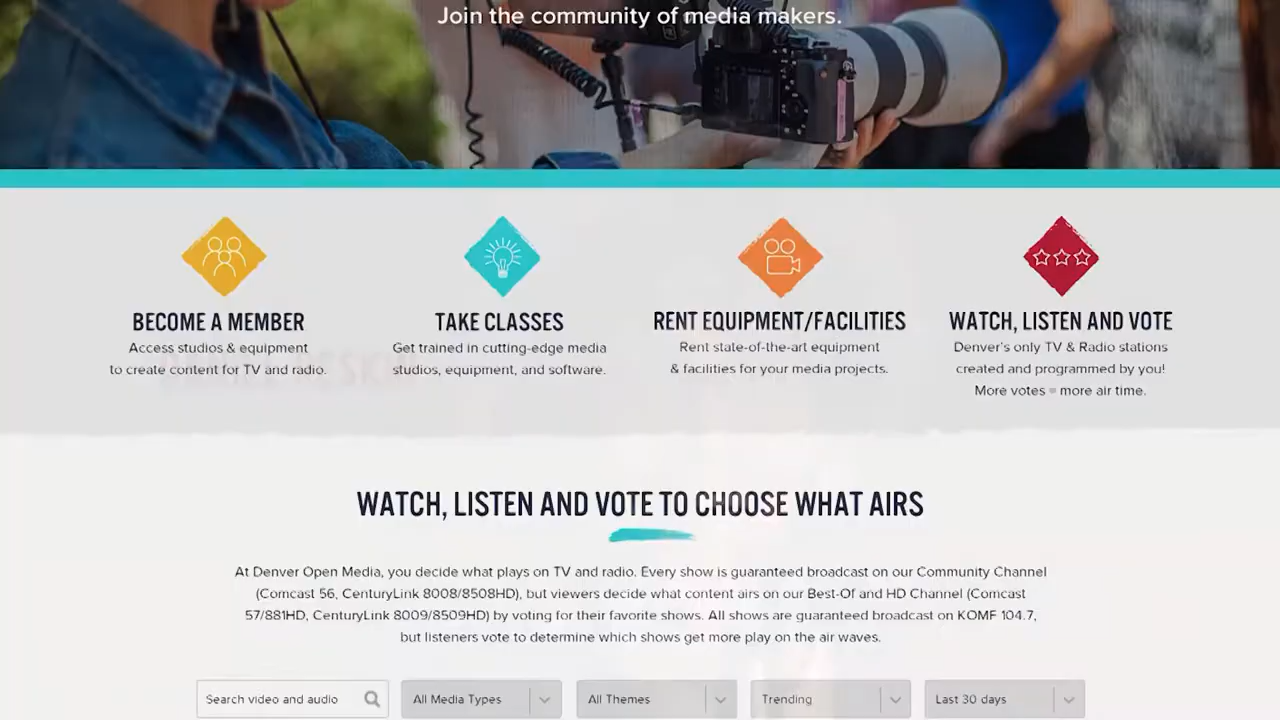 Join the community of media makers.
BECOME A MEMBER
Access studios & equipment
to create content for TV and radio.
TAKE CLASSES
Get trained in cutting-edge media
studios, equipment, and software.
RENT EQUIPMENT/FACILITIES
Rent state-of-the-art equipment
& facilities for your media projects.
WATCH, LISTEN AND VOTE
Denver's only TV & Radio stations
created and programmed by you!
More votes = more air time.
WATCH, LISTEN AND VOTE TO CHOOSE WHAT AIRS
At Denver Open Media, you decide what plays on TV and radio. Every show is guaranteed broadcast on our Community Channel
(Comcast 56, CenturyLink 8008/8508HD), but viewers decide what content airs on our Best-Of and HD Channel (Comcast
57/881HD, CenturyLink 8009/8509HD) by voting for their favorite shows. All shows are guaranteed broadcast on KOMF 104.7,
but listeners vote to determine which shows get more play on the air waves.
Search video and audio
All Media Types
All Themes
Trending
Last 30 days